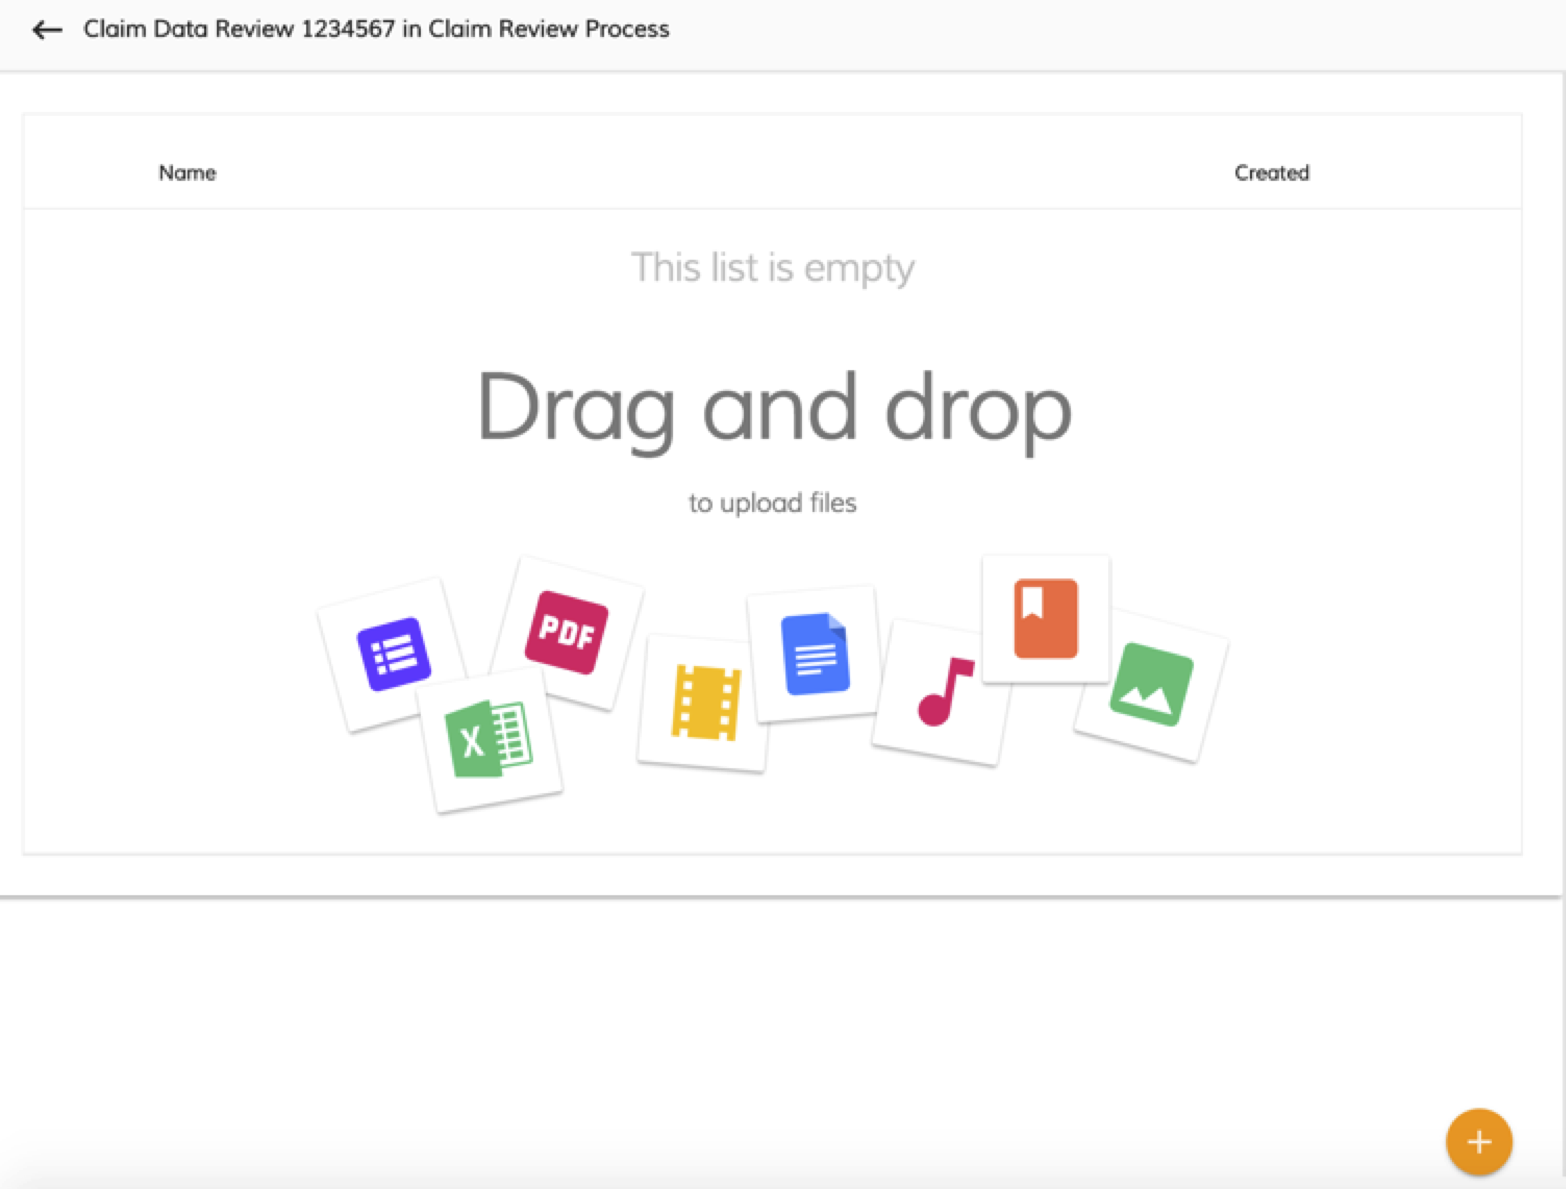 Claim Data Review 1234567 in Claim Review Process
Name Created
This list is empty
Drag and drop
to upload files
PDF
X